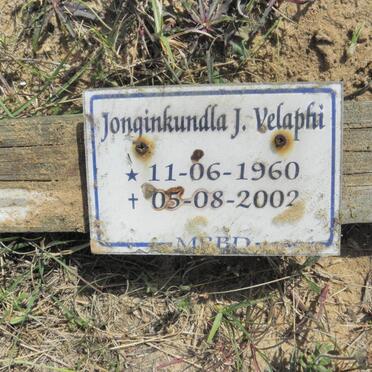 Jonginkundla J. Velaphi
★ 11-06-1960
✝ 05-08-2002